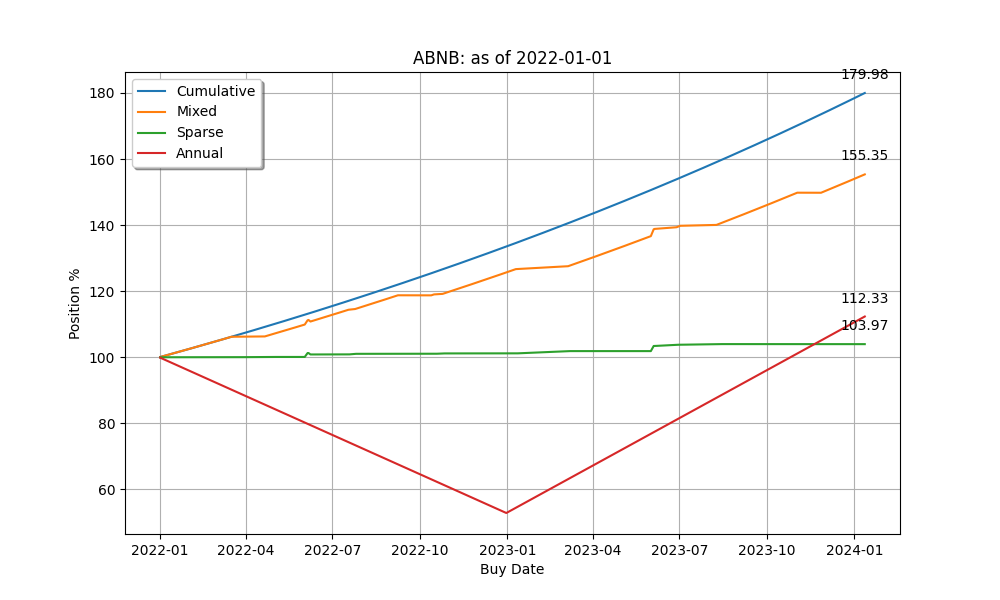 ABNB: as of 2022-01-01
179.98
Cumulative
Mixed
Sparse
Annual
180
160
140
120
100
80
60
155.35
112.33
103.97
Position %
2022-01 2022-04 2022-07 2022-10 2023-01 2023-04 2023-07 2023-10 2024-01
Buy Date